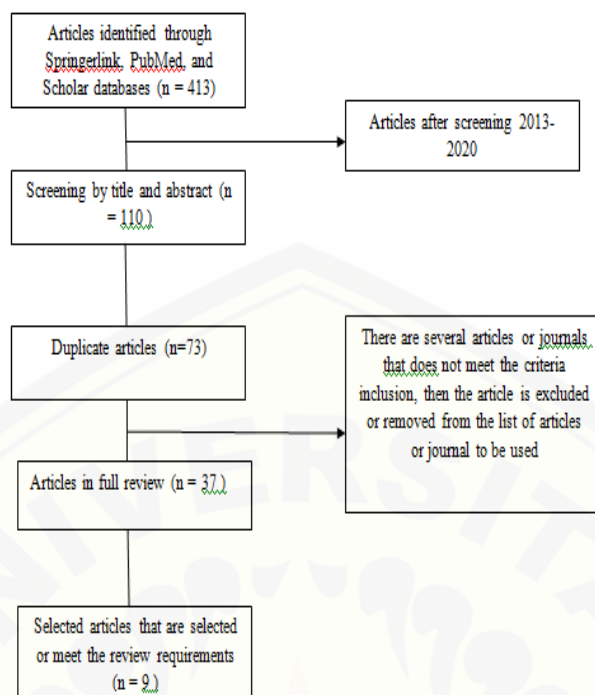 Articles identified through
Springerlink, PubMed, and
Scholar databases (n = 413)
Articles after screening 2013-
2020
Screening by title and abstract (n
= 110 )
Duplicate articles (n=73)
There are several articles or journals
that does not meet the criteria
inclusion, then the article is excluded
or removed from the list of articles
or journal to be used
Articles in full review (n = 37 )
Selected articles that are selected
or meet the review requirements
(n = 9 )
NIVERSITA